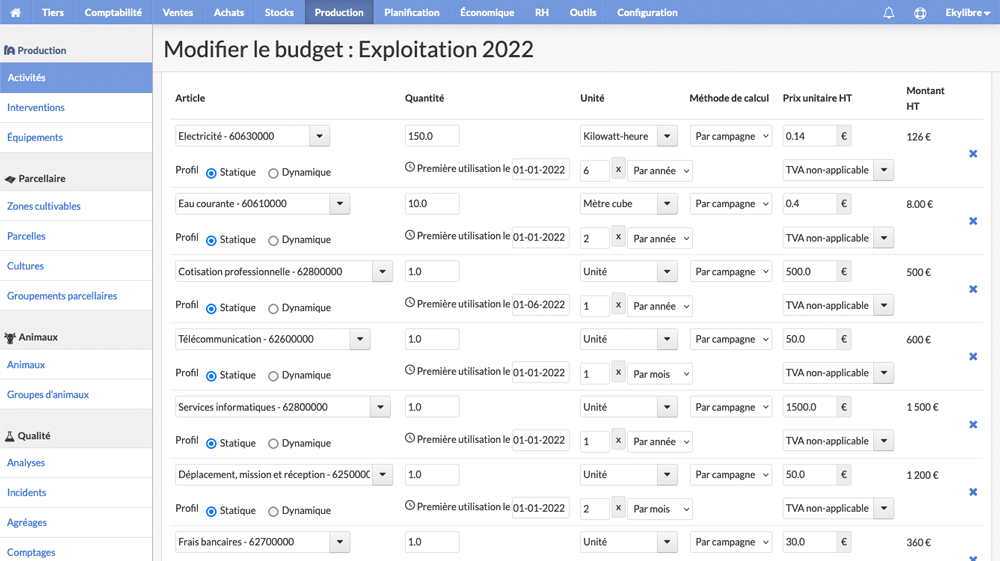 Tiers Comptabilité Ventes Achats Stocks Production Planification Économique RH Outils Configuration Ekylibre
Production
Activités
Interventions
Équipements
Parcellaire
Zones cultivables
Parcelles
Cultures
Groupements parcellaires
Animaux
Animaux
Groupes d'animaux
Qualité
Analyses
Incidents
Agréages
Comptages
Modifier le budget : Exploitation 2022
Article Quantité Unité Méthode de calcul Prix unitaire HT Montant HT
Electricité - 60630000 150.0 Kilowatt-heure Par campagne 0.14 € 126 €
Profil Statique Dynamique Première utilisation le 01-01-2022 6 x Par année TVA non-applicable
Eau courante - 60610000 10.0 Mètre cube Par campagne 0.4 € 8.00 €
Profil Statique Dynamique Première utilisation le 01-01-2022 2 x Par année TVA non-applicable
Cotisation professionnelle - 62800000 1.0 Unité Par campagne 500.0 € 500 €
Profil Statique Dynamique Première utilisation le 01-06-2022 1 x Par année TVA non-applicable
Télécommunication - 62600000 1.0 Unité Par campagne 50.0 € 600 €
Profil Statique Dynamique Première utilisation le 01-01-2022 1 x Par mois TVA non-applicable
Services informatiques - 62800000 1.0 Unité Par campagne 1500.0 € 1 500 €
Profil Statique Dynamique Première utilisation le 01-01-2022 1 x Par année TVA non-applicable
Déplacement, mission et réception - 6250000 1.0 Unité Par campagne 50.0 € 1 200 €
Profil Statique Dynamique Première utilisation le 01-01-2022 2 x Par mois TVA non-applicable
Frais bancaires - 62700000 1.0 Unité Par campagne 30.0 € 360 €